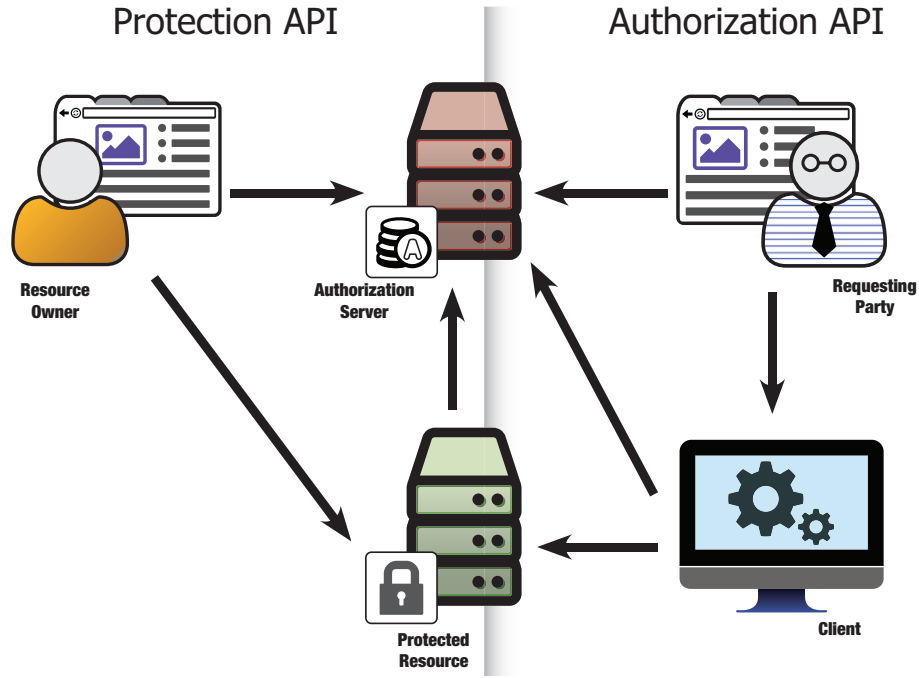 Protection API
Authorization API
Resource
Owner
Authorization
Server
A
Requesting
Party
Protected
Resource
Client